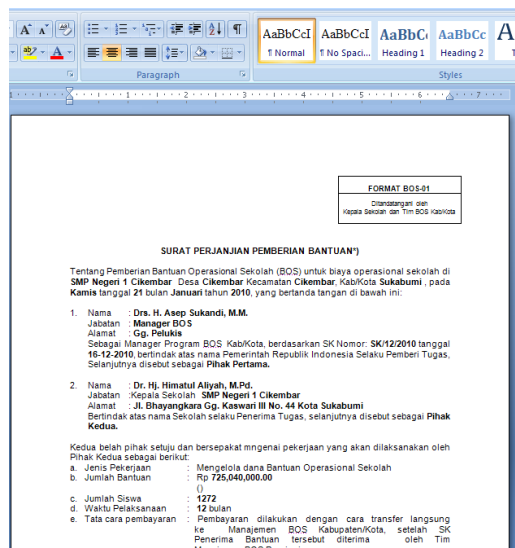 AaBbCcI AaBbCcI AaBbCc AaBbCc A
¶ Normal ¶ No Spaci... Heading 1 Heading 2 T
Paragraph Styles
1 2 3 4 5 6 7
FORMAT BOS-01
Ditandatangani oleh
Kepala Sekolah dan Tim BOS Kab/Kota
SURAT PERJANJIAN PEMBERIAN BANTUAN*)
Tentang Pemberian Bantuan Operasional Sekolah (BOS) untuk biaya operasional sekolah di
SMP Negeri 1 Cikembar Desa Cikembar Kecamatan Cikembar, Kab/Kota Sukabumi , pada
Kamis tanggal 21 bulan Januari tahun 2010, yang bertanda tangan di bawah ini:
1. Nama : Drs. H. Asep Sukandi, M.M.
Jabatan : Manager BOS
Alamat : Gg. Pelukis
Sebagai Manager Program BOS Kab/Kota, berdasarkan SK Nomor: SK/12/2010 tanggal
16-12-2010, bertindak atas nama Pemerintah Republik Indonesia Selaku Pemberi Tugas,
Selanjutnya disebut sebagai Pihak Pertama.
2. Nama : Dr. Hj. Himatul Aliyah, M.Pd.
Jabatan :Kepala Sekolah SMP Negeri 1 Cikembar
Alamat : Jl. Bhayangkara Gg. Kaswari III No. 44 Kota Sukabumi
Bertindak atas nama Sekolah selaku Penerima Tugas, selanjutnya disebut sebagai Pihak
Kedua.
Kedua belah pihak setuju dan bersepakat mngenai pekerjaan yang akan dilaksanakan oleh
Pihak Kedua sebagai berikut:
a. Jenis Pekerjaan : Mengelola dana Bantuan Operasional Sekolah
b. Jumlah Bantuan : Rp 725,040,000.00
()
c. Jumlah Siswa : 1272
d. Waktu Pelaksanaan : 12 bulan
e. Tata cara pembayaran : Pembayaran dilakukan dengan cara transfer langsung
ke Manajemen BOS Kabupaten/Kota, setelah SK
Penerima Bantuan tersebut diterima oleh Tim